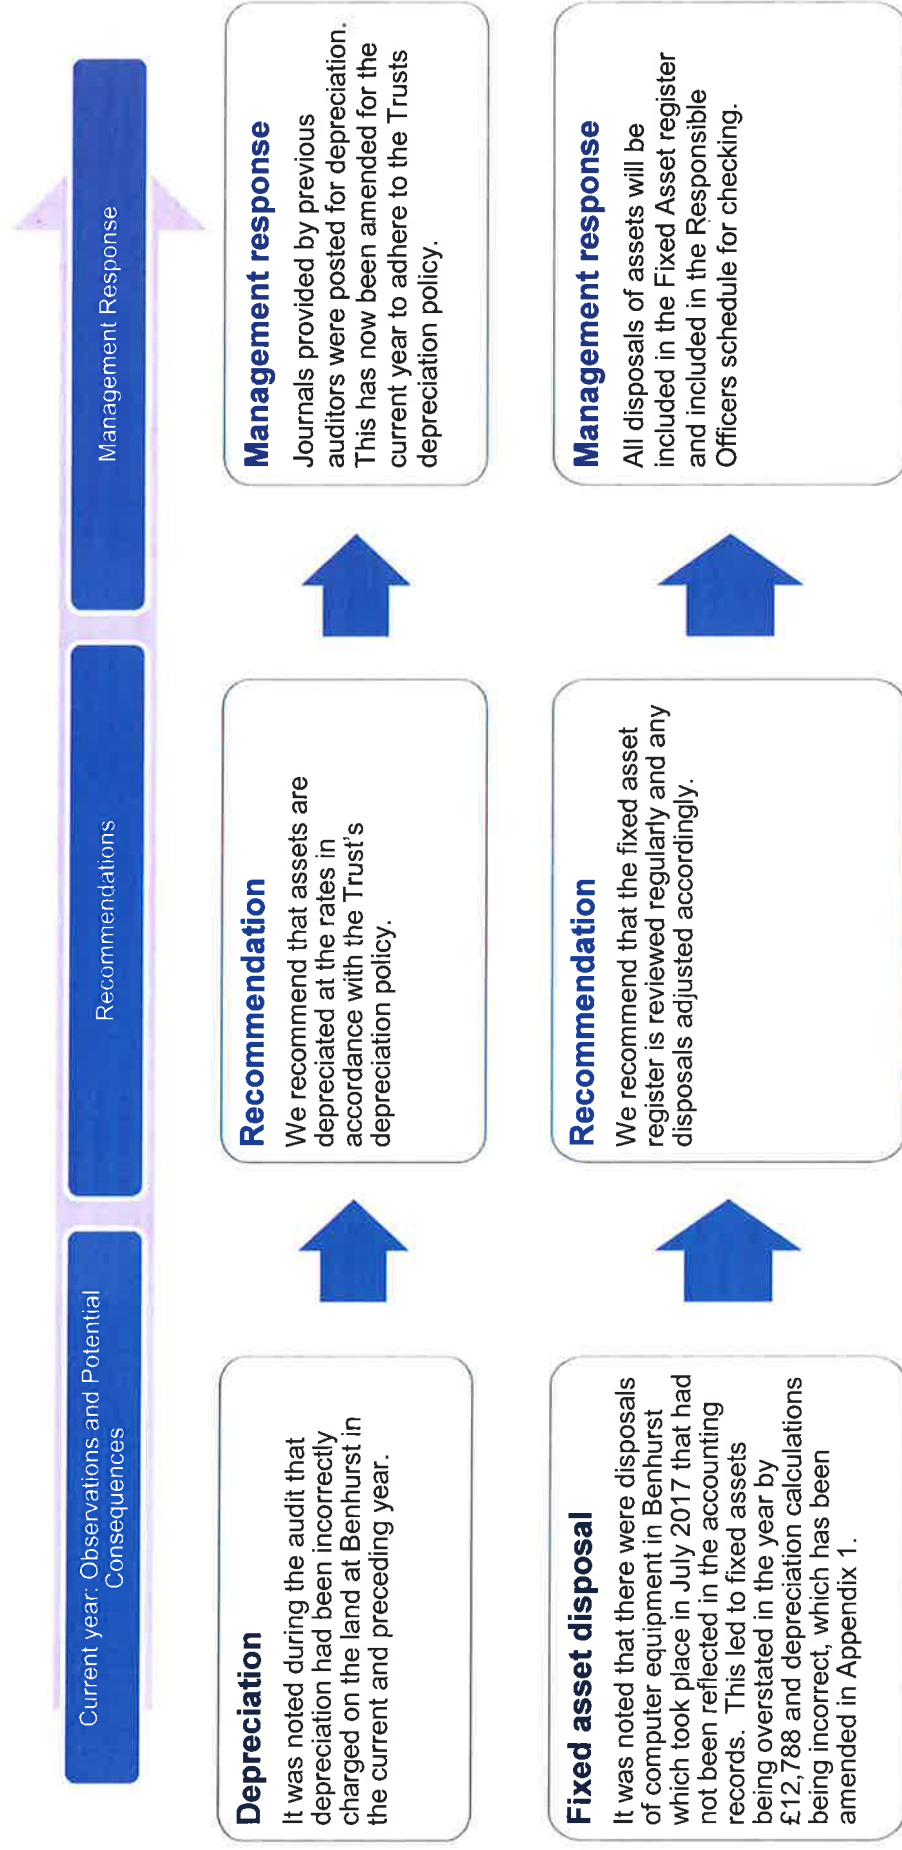 Current year: Observations and Potential
Consequences
Recommendations
Management Response
Depreciation
It was noted during the audit that
depreciation had been incorrectly
charged on the land at Benhurst in
the current and preceding year.
Recommendation
We recommend that assets are
depreciated at the rates in
accordance with the Trust's
depreciation policy.
Management response
Journals provided by previous
auditors were posted for depreciation.
This has now been amended for the
current year to adhere to the Trusts
depreciation policy.
Fixed asset disposal
It was noted that there were disposals
of computer equipment in Benhurst
which took place in July 2017 that had
not been reflected in the accounting
records. This led to fixed assets
being overstated in the year by
£12,788 and depreciation calculations
being incorrect, which has been
amended in Appendix 1.
Recommendation
We recommend that the fixed asset
register is reviewed regularly and any
disposals adjusted accordingly.
Management response
All disposals of assets will be
included in the Fixed Asset register
and included in the Responsible
Officers schedule for checking.